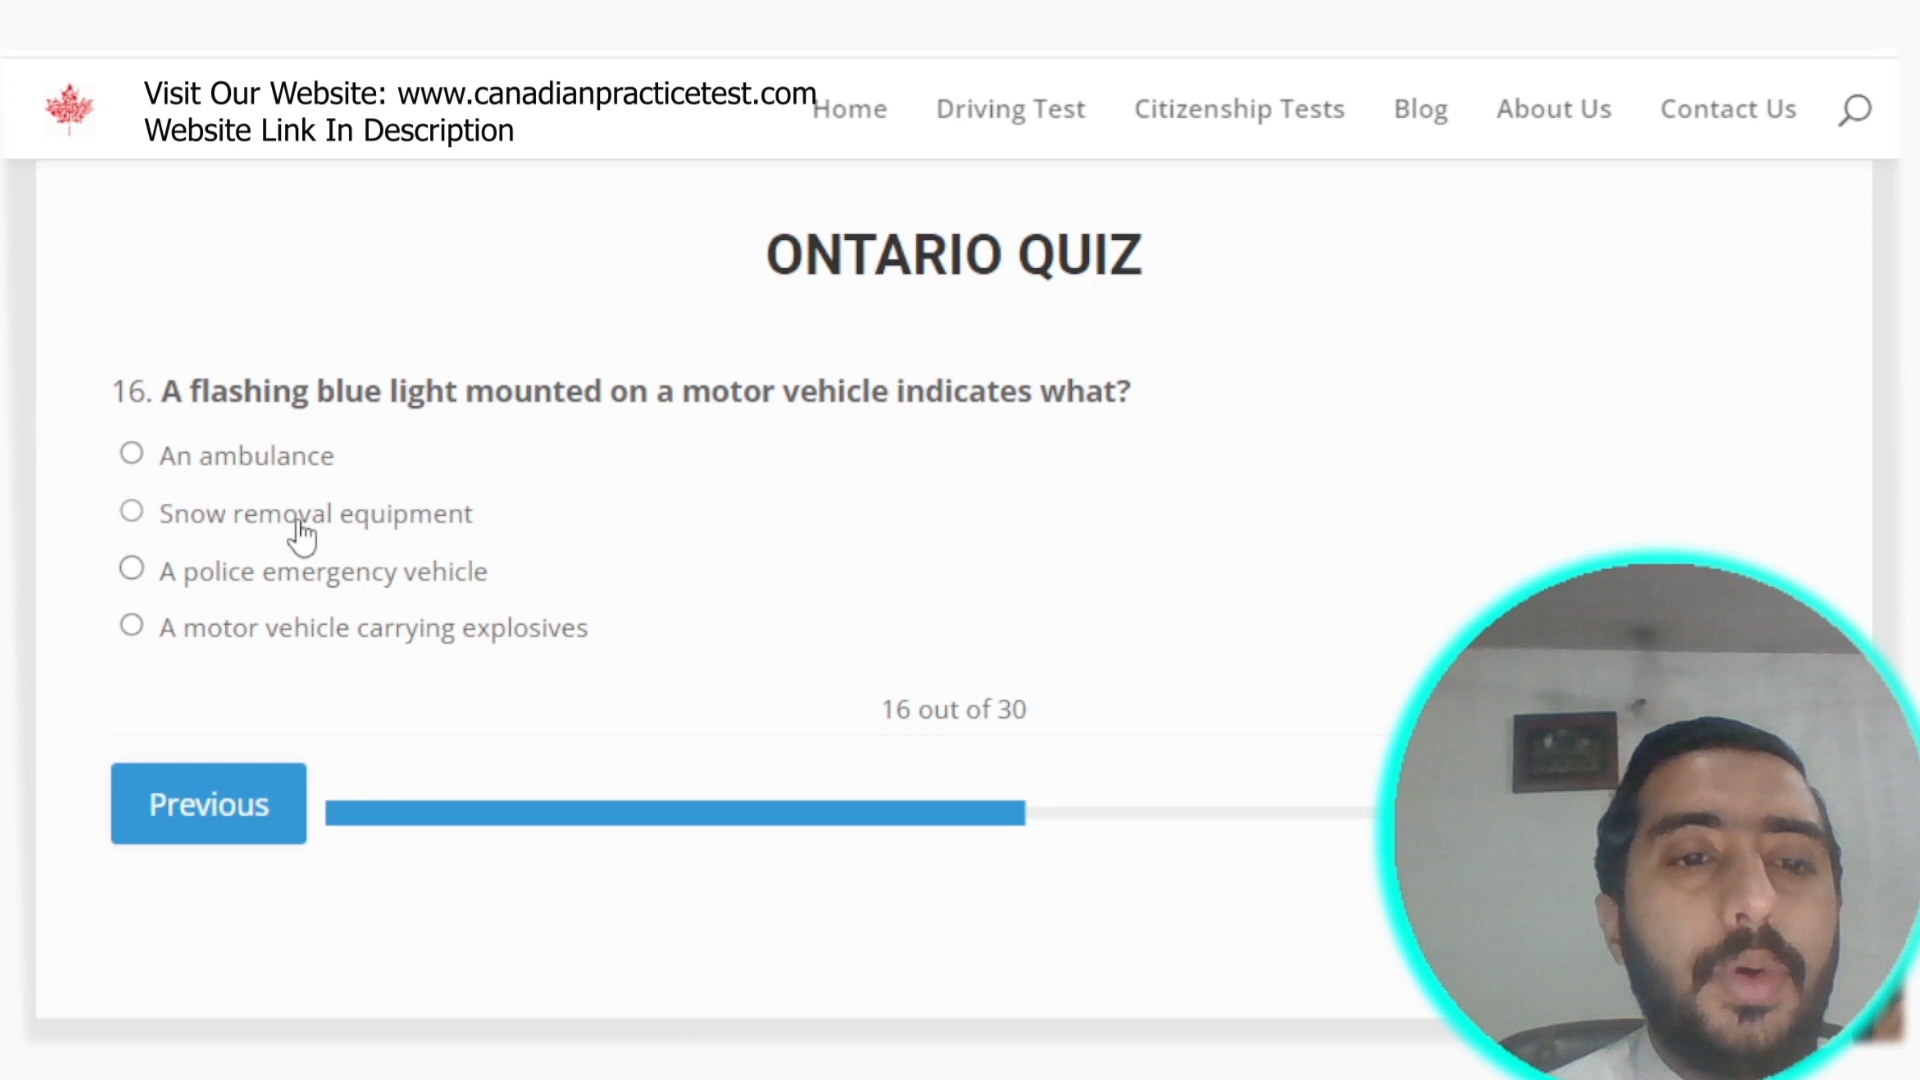 Visit Our Website: www.canadianpracticetest.com
Website Link In Description
Home Driving Test Citizenship Tests Blog About Us Contact Us
ONTARIO QUIZ
16. A flashing blue light mounted on a motor vehicle indicates what?
An ambulance
Snow removal equipment
A police emergency vehicle
A motor vehicle carrying explosives
16 out of 30
Previous